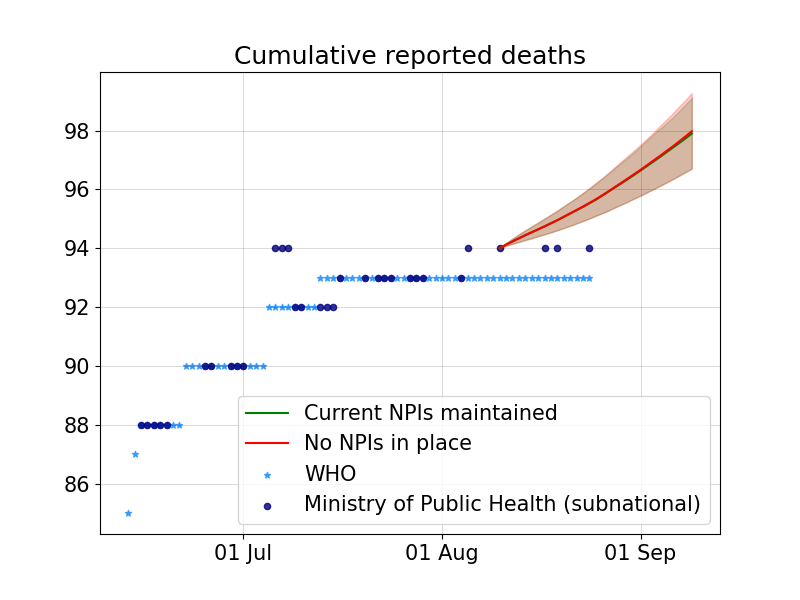 Cumulative reported deaths
98
96
94
92
90
88
86
Current NPIs maintained
No NPIs in place
WHO
Ministry of Public Health (subnational)
01 Jul
01 Aug
01 Sep